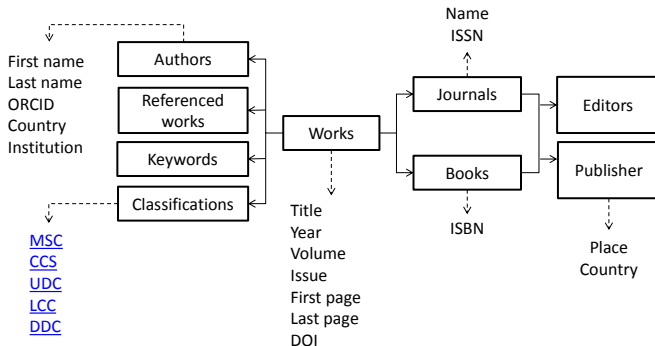 Name
ISSN
First name
Last name
ORCID
Country
Institution
Authors
Referenced
works
Keywords
Classifications
MSC
CCS
UDC
LCC
DDC
Works
Title
Year
Volume
Issue
First page
Last page
DOI
Journals
Books
ISBN
Editors
Publisher
Place
Country